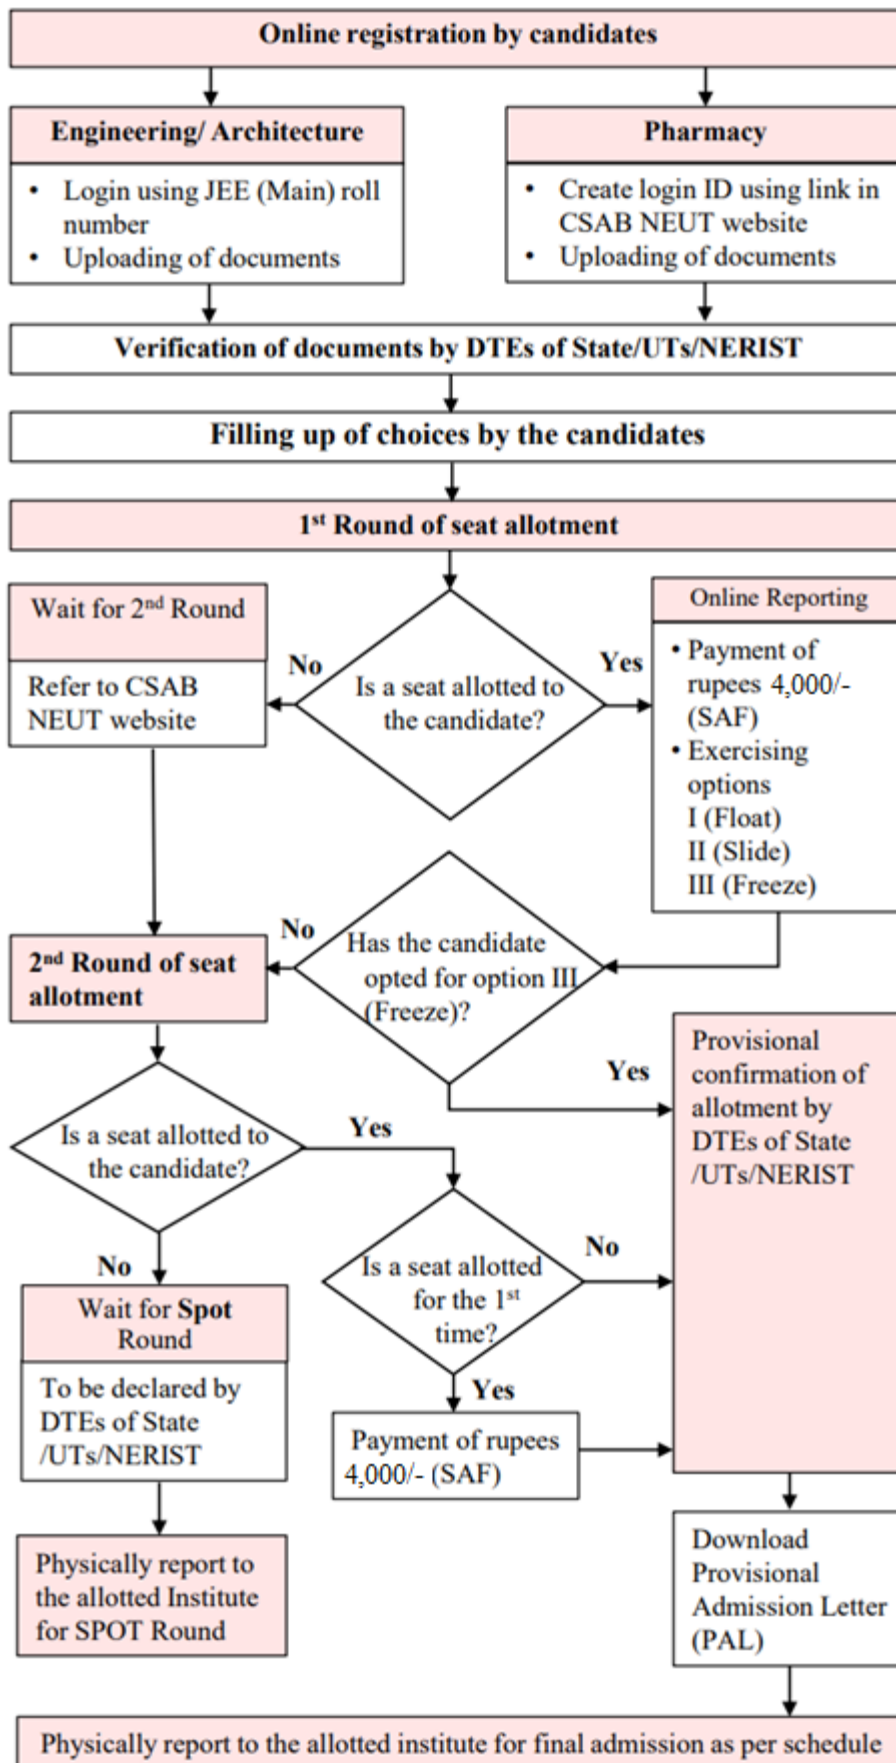 Online registration by candidates
Engineering/ Architecture
• Login using JEE (Main) roll
number
• Uploading of documents
Pharmacy
• Create login ID using link in
CSAB NEUT website
• Uploading of documents
Verification of documents by DTEs of State/UTs/NERIST
Filling up of choices by the candidates
1st Round of seat allotment
Wait for 2nd Round
Refer to CSAB
NEUT website
No
Is a seat allotted to
the candidate?
Yes
Online Reporting
• Payment of
rupees 4,000/-
(SAF)
• Exercising
options
I (Float)
II (Slide)
III (Freeze)
2nd Round of seat
allotment
No
Has the candidate
opted for option III
(Freeze)?
Yes
Provisional
confirmation of
allotment by
DTEs of State
/UTs/NERIST
Is a seat allotted to
the candidate?
Yes
No
Is a seat allotted
for the 1st
time?
No
Yes
Wait for Spot
Round
To be declared by
DTEs of State
/UTs/NERIST
Payment of rupees
4,000/- (SAF)
Physically report to
the allotted Institute
for SPOT Round
Download
Provisional
Admission Letter
(PAL)
Physically report to the allotted institute for final admission as per schedule